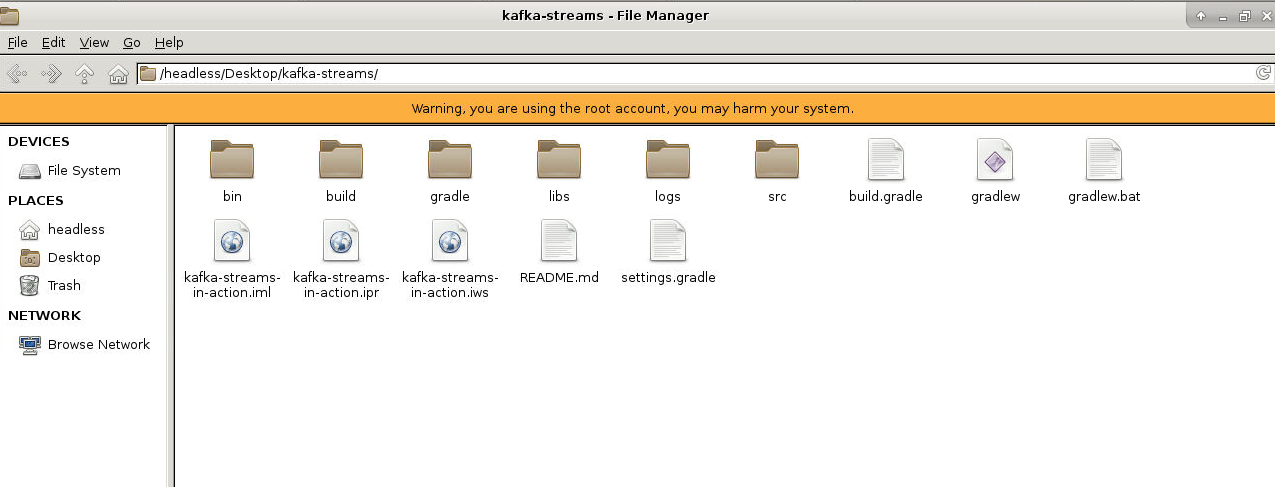 kafka-streams - File Manager
File Edit View Go Help
/headless/Desktop/kafka-streams/
Warning, you are using the root account, you may harm your system.
DEVICES
File System
PLACES
headless
Desktop
Trash
NETWORK
Browse Network
bin build gradle libs logs src build.gradle gradlew gradlew.bat
kafka-streams- kafka-streams- kafka-streams- README.md settings.gradle
in-action.iml in-action.ipr in-action.iws